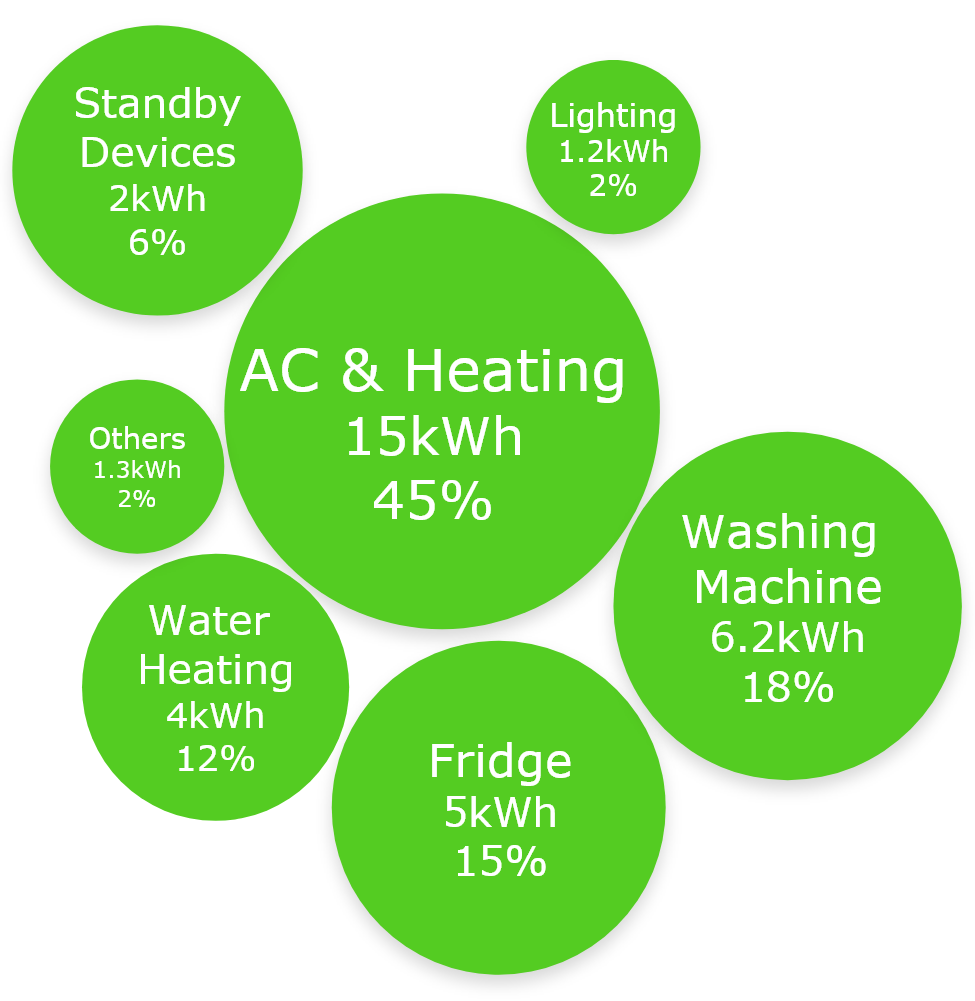 Standby
Devices
2kWh
6%
Lighting
1.2kWh
2%
AC & Heating
15kWh
45%
Others
1.3kWh
2%
Washing
Machine
6.2kWh
18%
Water
Heating
4kWh
12%
Fridge
5kWh
15%